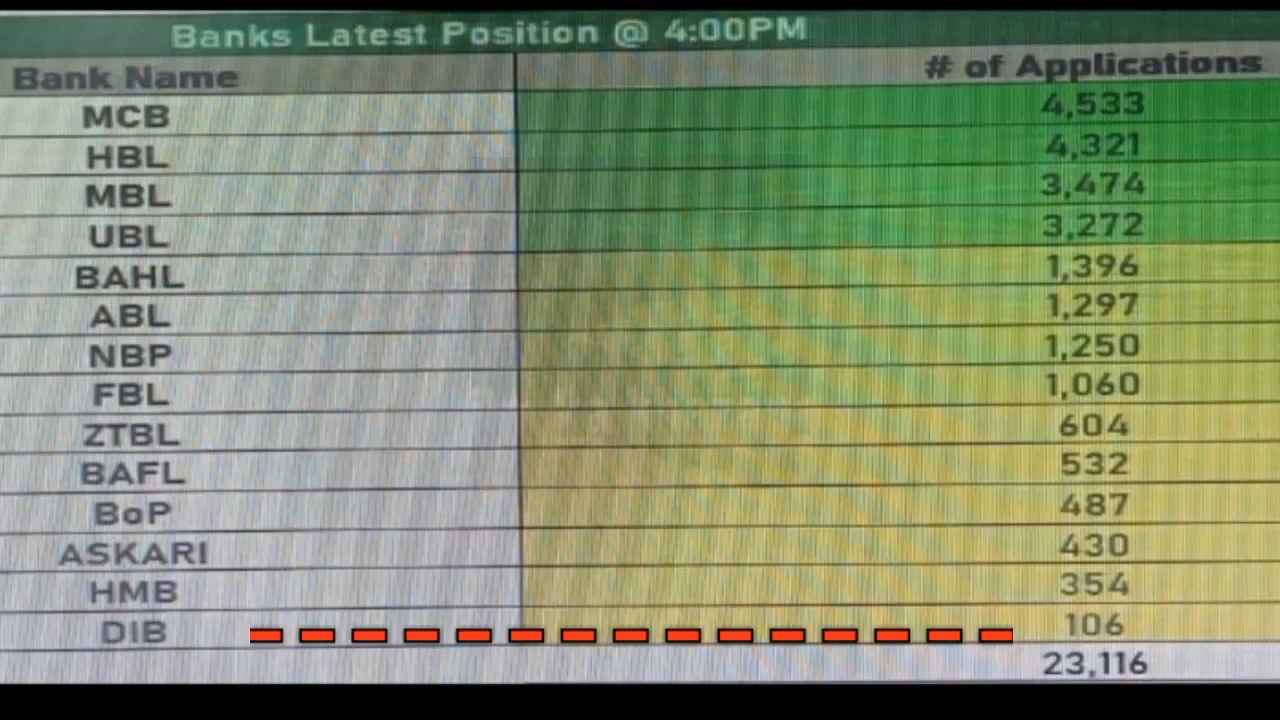 Banks Latest Position @ 4:00PM
Bank Name # of Applications
MCB 4,533
HBL 4,321
MBL 3,474
UBL 3,272
BAHL 1,396
ABL 1,297
NBP 1,250
FBL 1,060
ZTBL 604
BAFL 532
BoP 487
ASKARI 430
HMB 354
DIB 106
23,116